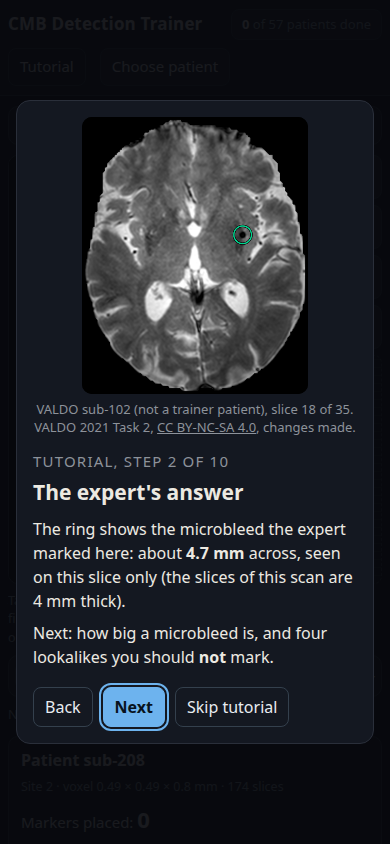 CMB Detection Trainer
0 of 57 patients done
Tutorial
Choose patient
VALDO sub-102 (not a trainer patient), slice 18 of 35.
VALDO 2021 Task 2, CC BY-NC-SA 4.0, changes made.
TUTORIAL, STEP 2 OF 10
The expert's answer
The ring shows the microbleed the expert
marked here: about 4.7 mm across, seen
on this slice only (the slices of this scan are
4 mm thick).
Next: how big a microbleed is, and four
lookalikes you should not mark.
Back
Next
Skip tutorial
Patient sub-208
Site 2 · voxel 0.49 × 0.49 × 0.8 mm · 174 slices
Markers placed: 0